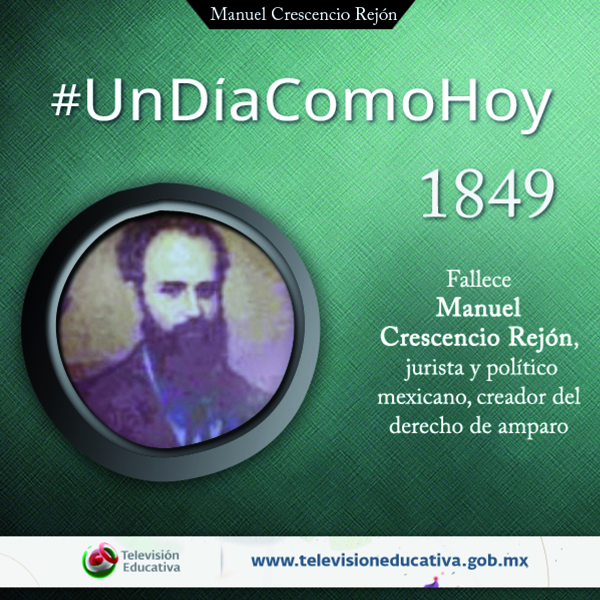 Manuel Crescencio Rejón
#UnDíaComoHoy
1849
Fallece
Manuel
Crescencio Rejón,
jurista y político
mexicano, creador del
derecho de amparo
Televisión
Educativa
www.televisioneducativa.gob.mx